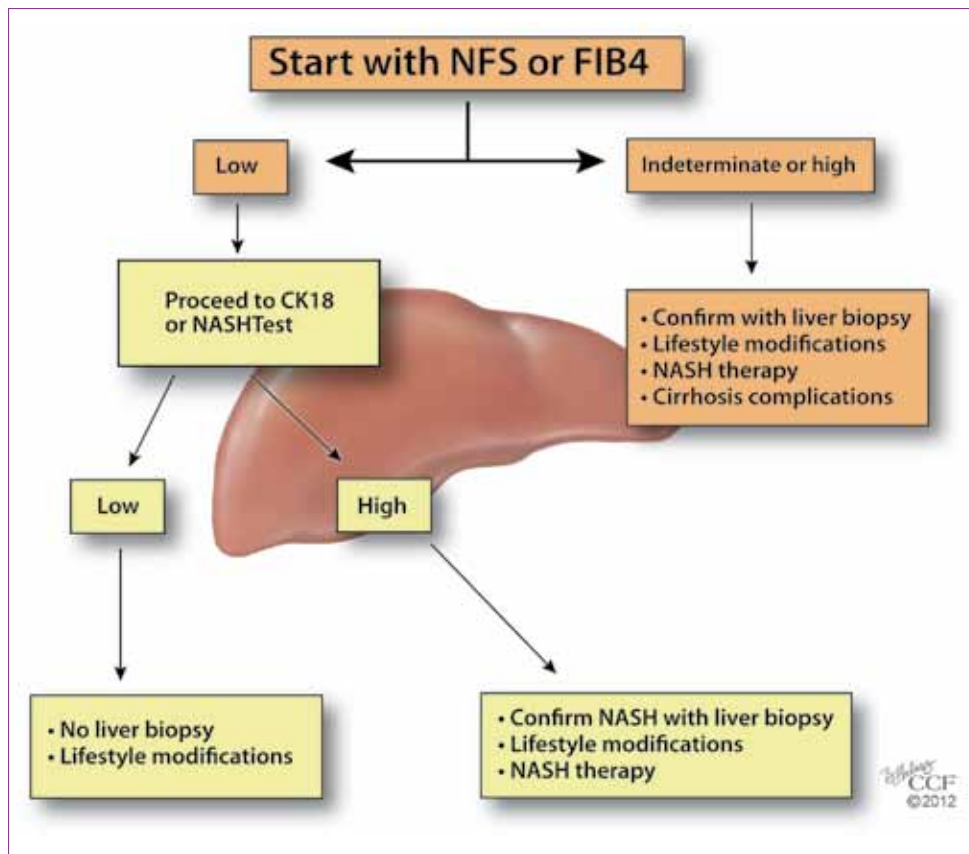 Start with NFS or FIB4
Low
Indeterminate or high
Proceed to CK18
or NASHTest
• Confirm with liver biopsy
• Lifestyle modifications
• NASH therapy
• Cirrhosis complications
Low
High
• No liver biopsy
• Lifestyle modifications
• Confirm NASH with liver biopsy
• Lifestyle modifications
• NASH therapy
CCF
©2012